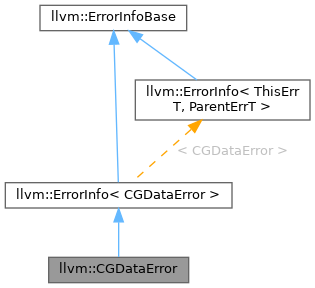 llvm::ErrorInfoBase
llvm::ErrorInfo< ThisErr
T, ParentErrT >
< CGDataError >
llvm::ErrorInfo< CGDataError >
llvm::CGDataError